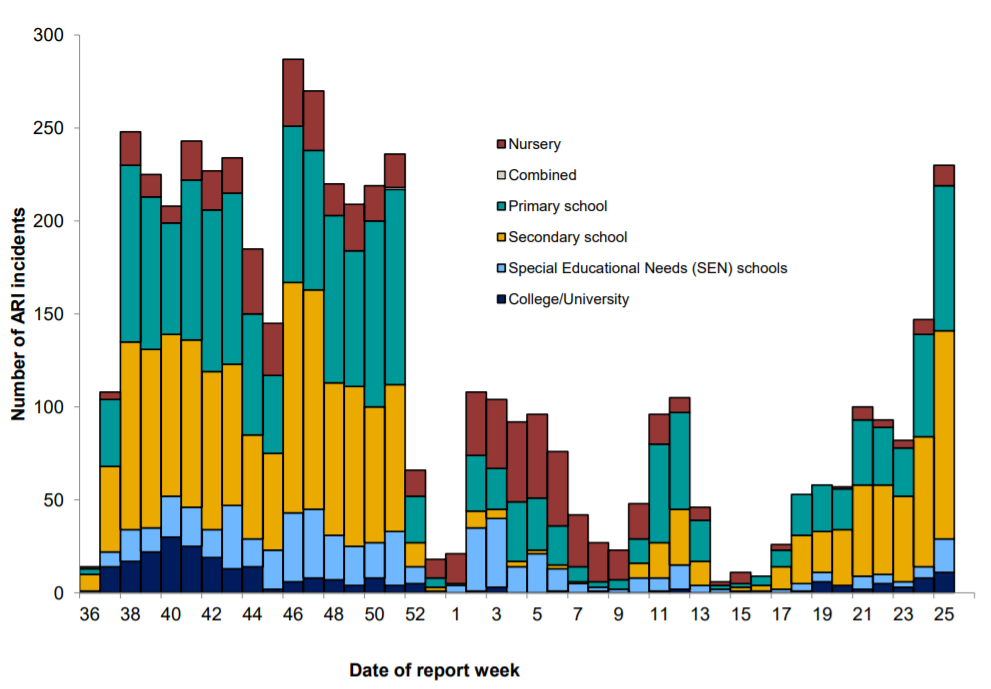 300
250
200
150
100
50
0
Number of ARI incidents
Nursery
Combined
Primary school
Secondary school
Special Educational Needs (SEN) schools
College/University
36 38 40 42 44 46 48 50 52 1 3 5 7 9 11 13 15 17 19 21 23 25
Date of report week